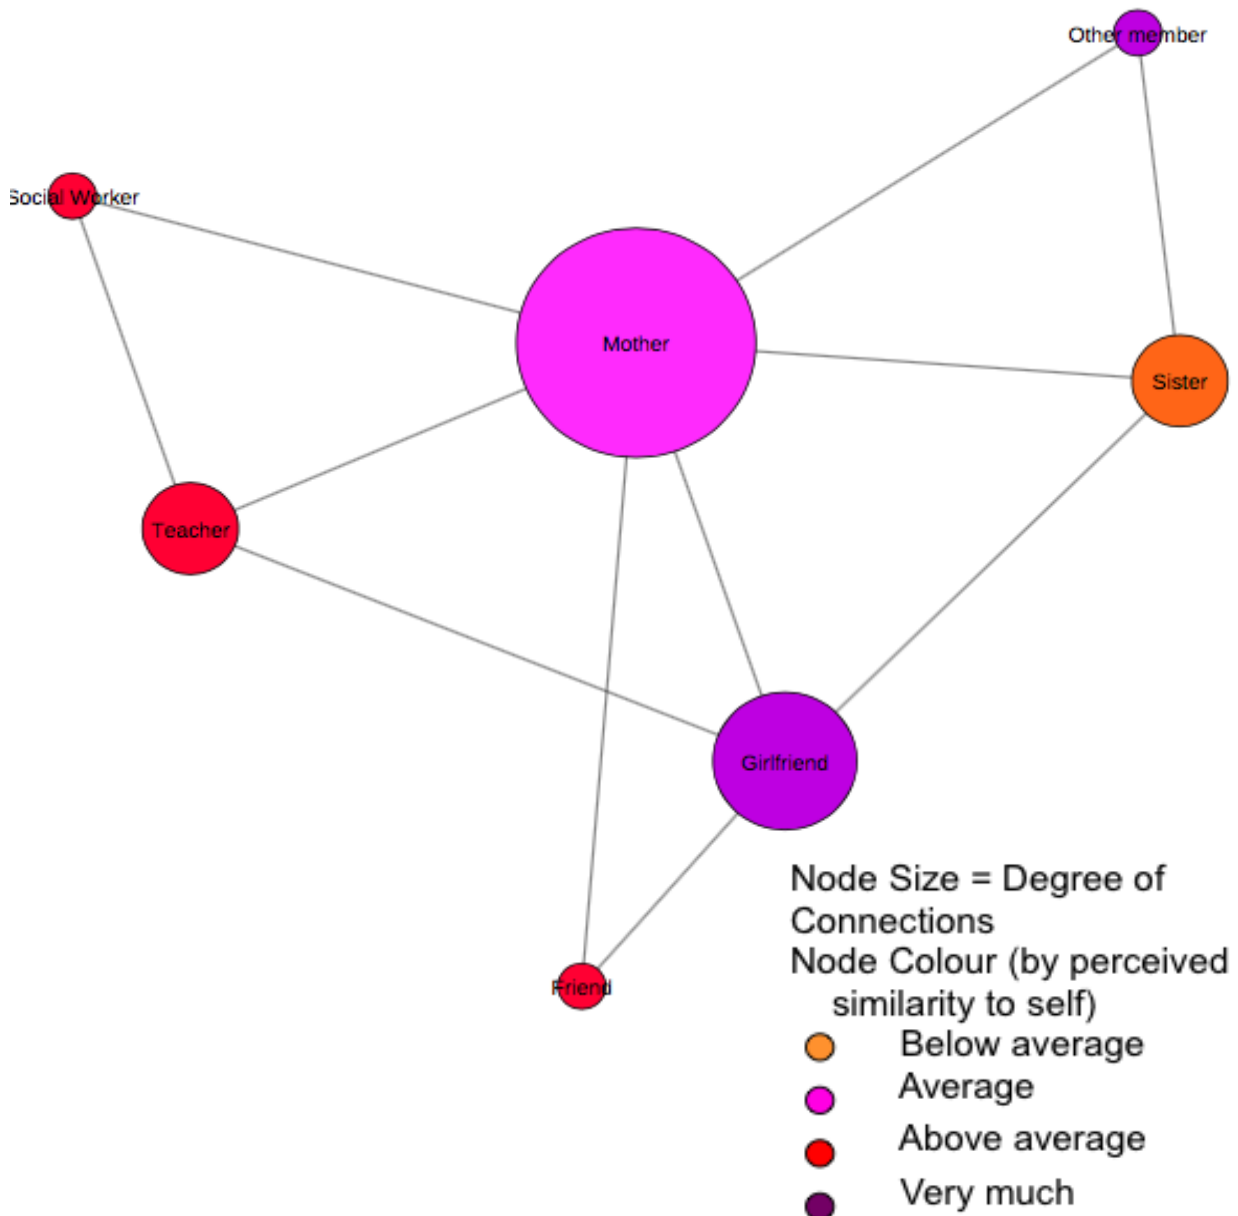 Other member
Social Worker
Mother
Sister
Teacher
Girlfriend
Friend
Node Size = Degree of
Connections
Node Colour (by perceived
similarity to self)
Below average
Average
Above average
Very much